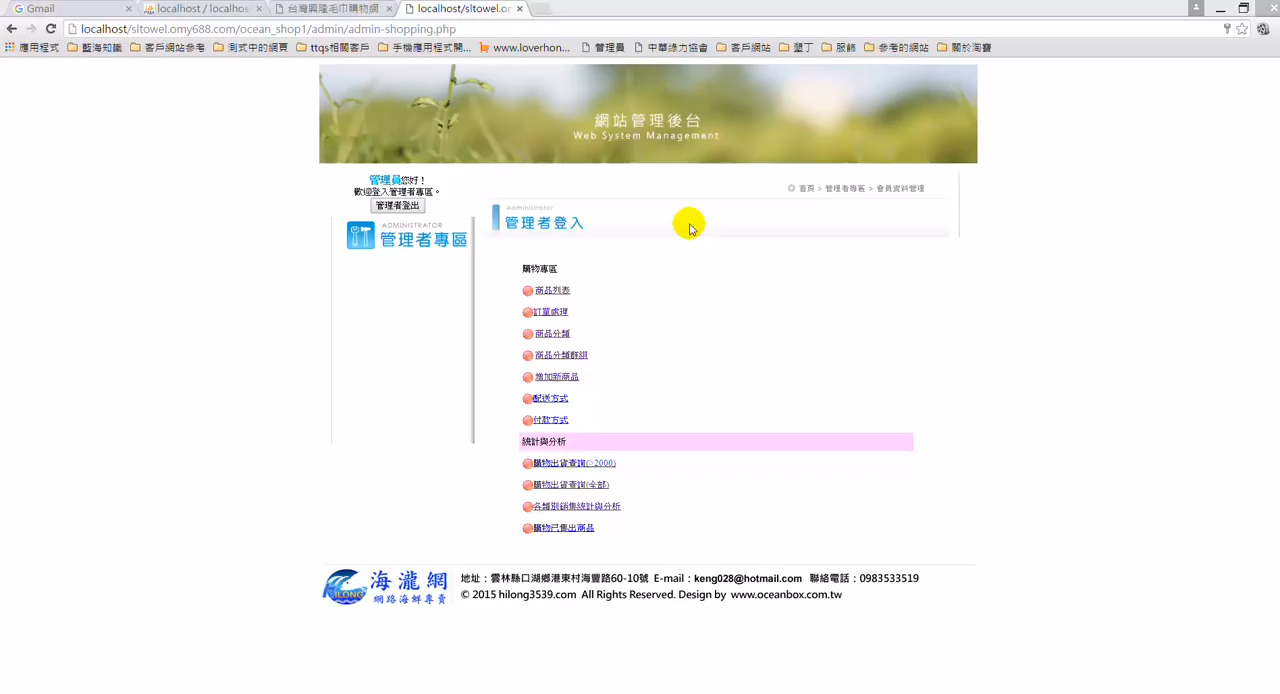 Gmail
localhost / localhos
台灣興隆毛巾購物網
localhost/sltowel.or
localhost/sltowel.omy688.com/ocean_shop1/admin/admin-shopping.php
應用程式 藍海知識 客戶網站參考 測式中的網頁 ttqs相關客戶 手機應用程式開... www.loverhon... 管理員 中華綠力協會 客戶網站 墾丁 服飾 參考的網站 關於淘寶
網站管理後台
Web System Management
管理員您好！
歡迎登入管理者專區。
管理者登出
ADMINISTRATOR
管理者專區
首頁 > 管理者專區 > 會員資料管理
Administrator
管理者登入
購物專區
商品列表
訂單處理
商品分類
商品分類群組
增加新商品
配送方式
付款方式
統計與分析
購物出貨查詢(>2000)
購物出貨查詢(全部)
各類別銷售統計與分析
購物已售出商品
HILONG
海瀧網
網路海鮮專賣
地址：雲林縣口湖鄉港東村海豐路60-10號 E-mail：keng028@hotmail.com 聯絡電話：0983533519
© 2015 hilong3539.com All Rights Reserved. Design by www.oceanbox.com.tw